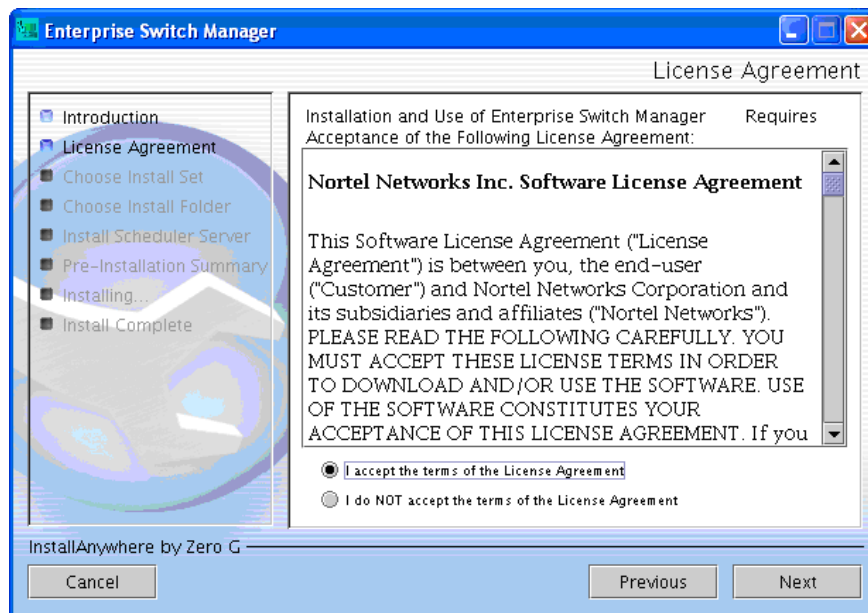 Enterprise Switch Manager
License Agreement
Introduction
License Agreement
Choose Install Set
Choose Install Folder
Install Scheduler Server
Pre-Installation Summary
Installing...
Install Complete
Installation and Use of Enterprise Switch Manager Requires
Acceptance of the Following License Agreement:
Nortel Networks Inc. Software License Agreement
This Software License Agreement ("License
Agreement") is between you, the end-user
("Customer") and Nortel Networks Corporation and
its subsidiaries and affiliates ("Nortel Networks").
PLEASE READ THE FOLLOWING CAREFULLY. YOU
MUST ACCEPT THESE LICENSE TERMS IN ORDER
TO DOWNLOAD AND/OR USE THE SOFTWARE. USE
OF THE SOFTWARE CONSTITUTES YOUR
ACCEPTANCE OF THIS LICENSE AGREEMENT. If you
I accept the terms of the License Agreement
I do NOT accept the terms of the License Agreement
InstallAnywhere by Zero G
Cancel
Previous
Next